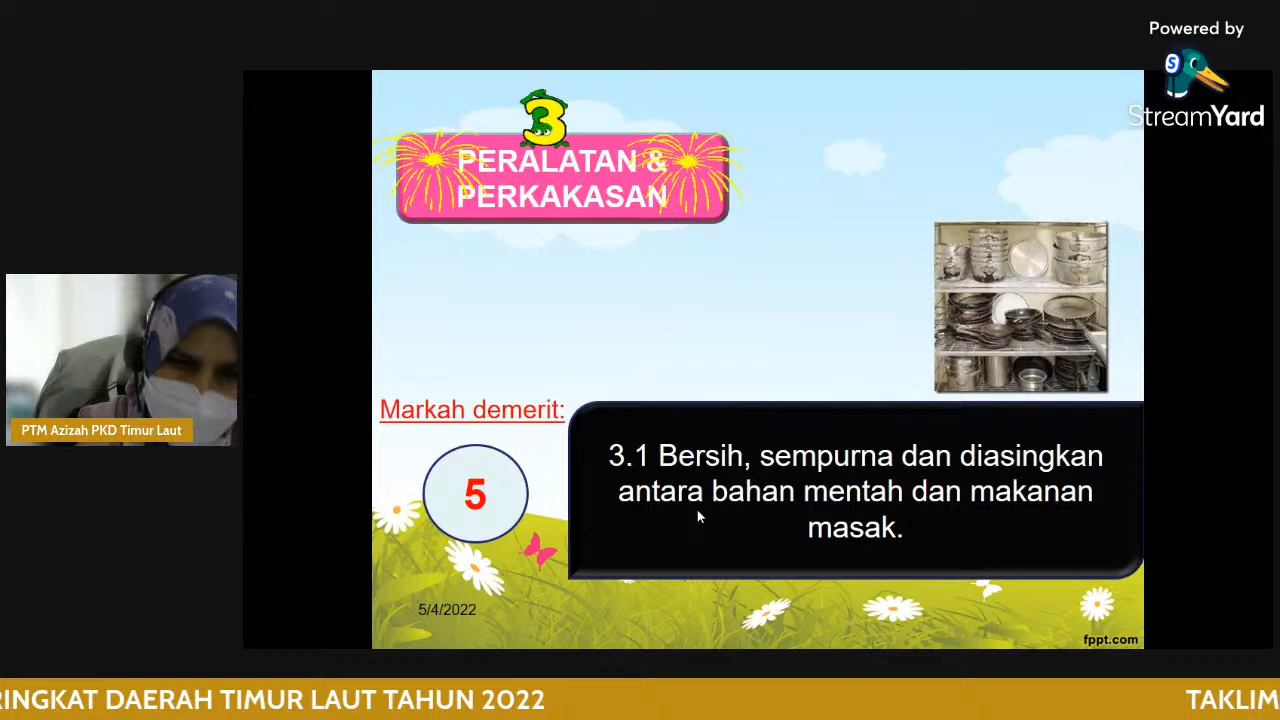 Powered by
S
StreamYard
3
PERALATAN &
PERKAKASAN
Markah demerit:
5
3.1 Bersih, sempurna dan diasingkan
antara bahan mentah dan makanan
masak.
PTM Azizah PKD Timur Laut
5/4/2022
fppt.com
RINGKAT DAERAH TIMUR LAUT TAHUN 2022
TAKLIM